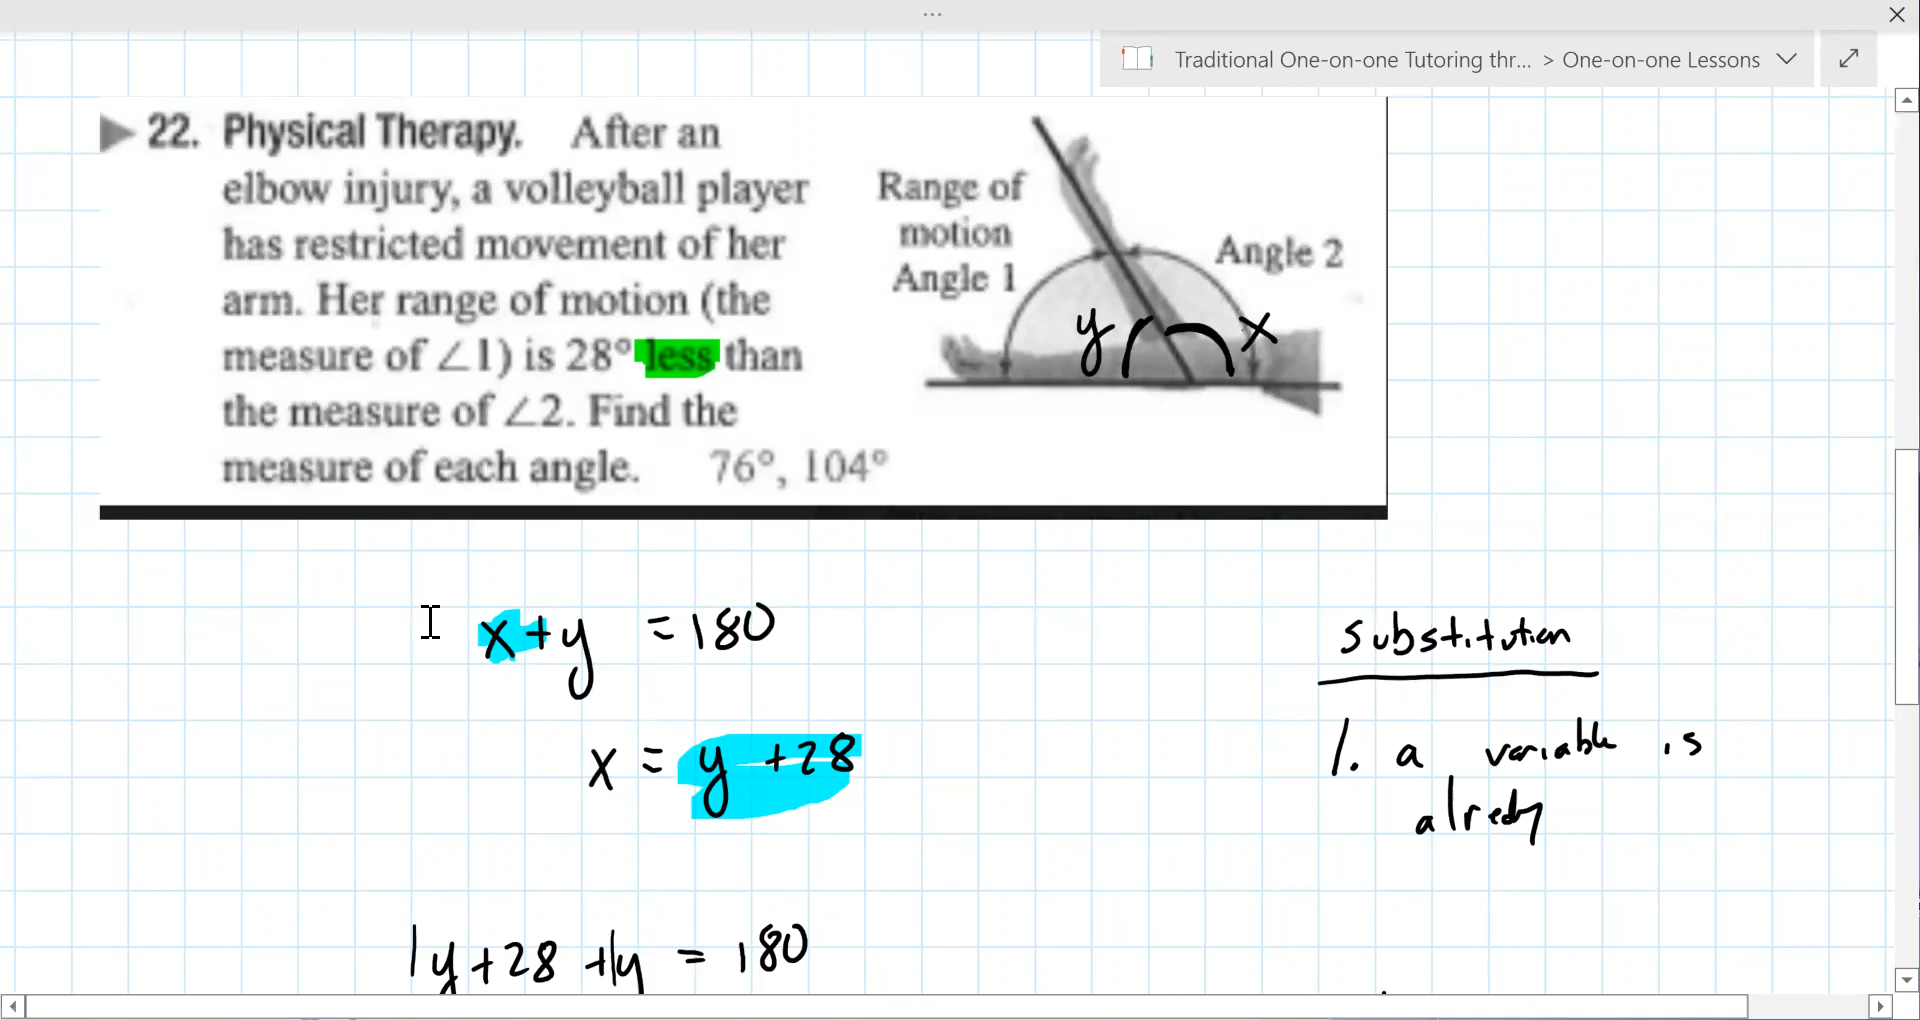 ...
Traditional One-on-one Tutoring thr... > One-on-one Lessons
22. Physical Therapy. After an
elbow injury, a volleyball player
has restricted movement of her
arm. Her range of motion (the
measure of ∠1) is 28° less than
the measure of ∠2. Find the
measure of each angle. 76°, 104°
Range of
motion
Angle 1
Angle 2
y
x
x+y = 180
x = y +28
1y+28 +1y = 180
substitution
1. a variable is
alredy